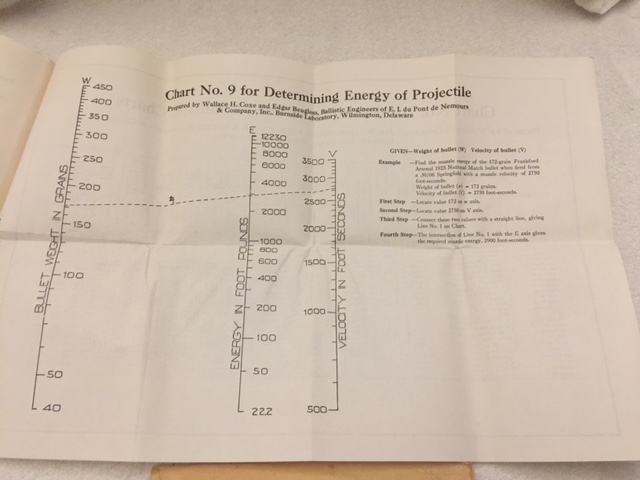 Chart No. 9 for Determining Energy of Projectile
Prepared by Wallace H. Coxe and Edgar Beugless, Ballistic Engineers of E. I. du Pont de Nemours
& Company, Inc., Burnside Laboratory, Wilmington, Delaware
W
450
400
350
300
250
200
150
100
50
40
BULLET WEIGHT IN GRAINS
E
12230
10000
8000
6000
4000
2000
1000
800
600
400
200
100
50
22.2
ENERGY IN FOOT POUNDS
V
3500
3000
2500
2000
1500
1000
500
VELOCITY IN FOOT SECONDS
GIVEN—Weight of bullet (W) Velocity of bullet (V)
Example —Find the muzzle energy of the 172-grain Frankford
Arsenal 1925 National Match bullet when fired from
Springfield with a muzzle velocity of 2730
foot-seconds.
Weight of bullet = 172 grains.
Velocity of bullet = 2730 foot-seconds.
First Step —Locate value 172 axis.
Second Step—Locate value 2730 V axis.
Third Step —Connect these two values with a straight line, giving
Line No. 1 on Chart.
Fourth Step—The intersection of Line No. 1 with the E axis gives
the required muzzle energy, 2900 foot-seconds.